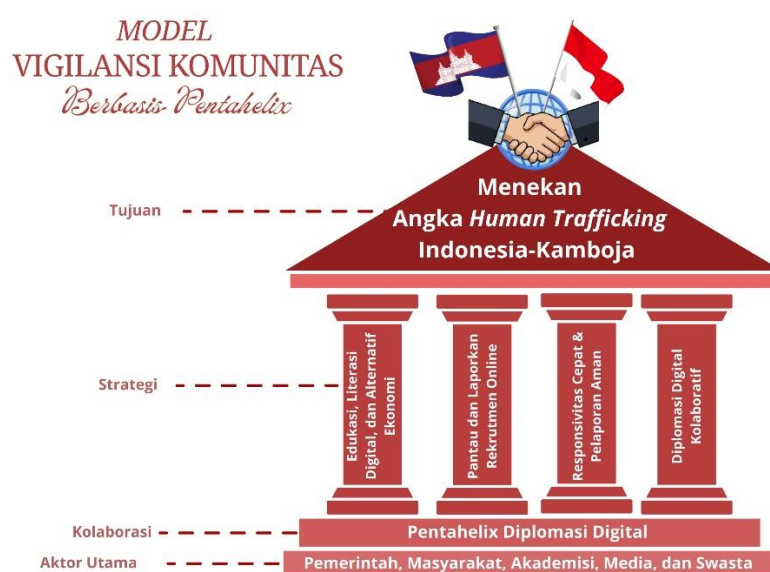 MODEL
VIGILANSI KOMUNITAS
Berbasis Pentahelix
Tujuan
Menekan
Angka Human Trafficking
Indonesia-Kamboja
Strategi
Edukasi, Literasi
Digital, dan Alternatif
Ekonomi
Pantau dan Laporkan
Rekrutmen Online
Responsivitas Cepat &
Pelaporan Aman
Diplomasi Digital
Kolaboratif
Kolaborasi
Pentahelix Diplomasi Digital
Aktor Utama
Pemerintah, Masyarakat, Akademisi, Media, dan Swasta